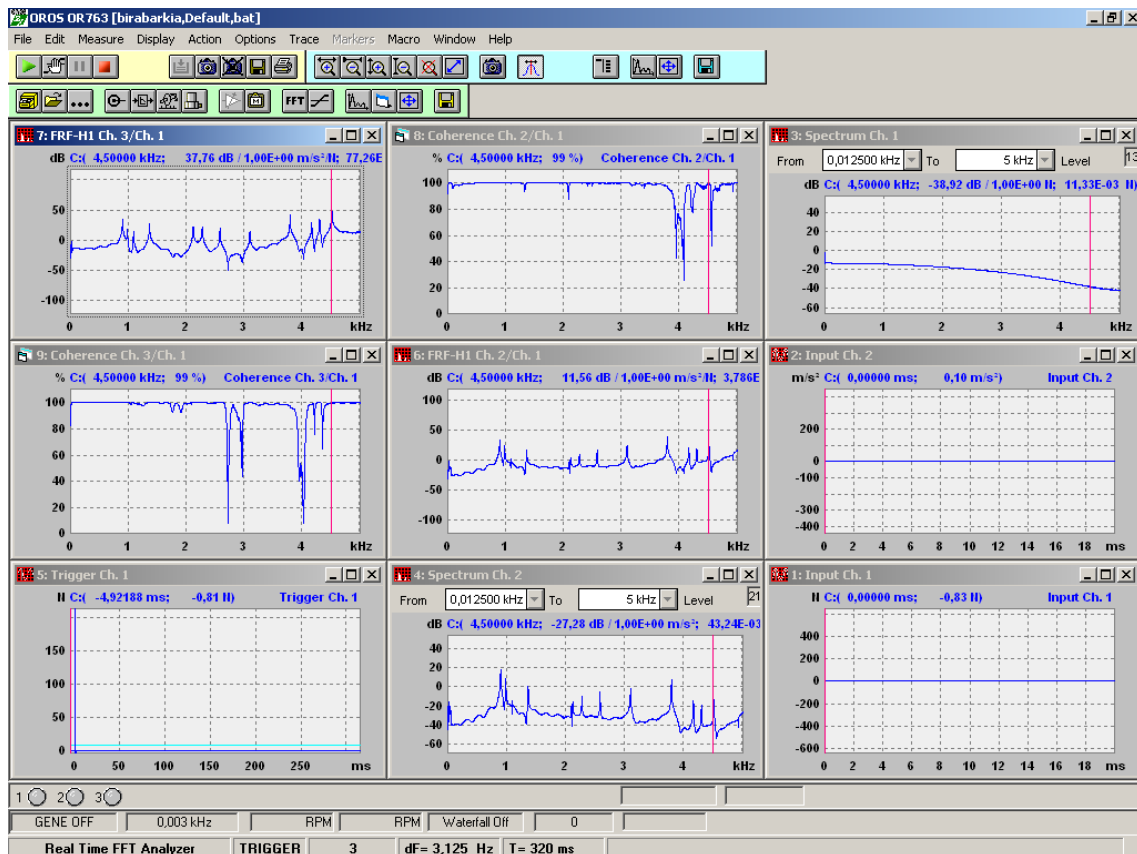 OROS OR763 [birabarkia,Default,bat]
File Edit Measure Display Action Options Trace Markers Macro Window Help
FFT
7: FRF-H1 Ch. 3/Ch. 1
dB C:( 4,50000 kHz; 37,76 dB / 1,00E+00 m/s²/N; 77,26E
50
0
-50
-100
0 1 2 3 4 kHz
8: Coherence Ch. 2/Ch. 1
% C:( 4,50000 kHz; 99 %) Coherence Ch. 2/Ch. 1
100
80
60
40
20
0
0 1 2 3 4 kHz
3: Spectrum Ch. 1
From 0,012500 kHz To 5 kHz Level 13
dB C:( 4,50000 kHz; -38,92 dB / 1,00E+00 N; 11,33E-03 N)
40
20
0
-20
-40
-60
0 1 2 3 4 kHz
9: Coherence Ch. 3/Ch. 1
% C:( 4,50000 kHz; 99 %) Coherence Ch. 3/Ch. 1
100
80
60
40
20
0
0 1 2 3 4 kHz
6: FRF-H1 Ch. 2/Ch. 1
dB C:( 4,50000 kHz; 11,56 dB / 1,00E+00 m/s²/N; 3,786E
100
50
0
-50
-100
0 1 2 3 4 kHz
2: Input Ch. 2
m/s² C:( 0,00000 ms; 0,10 m/s²) Input Ch. 2
200
0
-100
-300
-400
0 2 4 6 8 10 12 14 16 18 ms
5: Trigger Ch. 1
N C:( -4,92188 ms; -0,81 N) Trigger Ch. 1
150
100
50
0
0 50 100 150 200 250 ms
4: Spectrum Ch. 2
From 0,012500 kHz To 5 kHz Level 21
dB C:( 4,50000 kHz; -27,28 dB / 1,00E+00 m/s²; 43,24E-03
40
20
0
-20
-40
-60
0 1 2 3 4 kHz
1: Input Ch. 1
N C:( 0,00000 ms; -0,83 N) Input Ch. 1
400
200
0
-200
-400
-600
0 2 4 6 8 10 12 14 16 18 ms
1 2 3
GENE OFF 0,003 kHz RPM RPM Waterfall Off 0
Real Time FFT Analyzer TRIGGER 3 dF= 3,125 Hz T= 320 ms